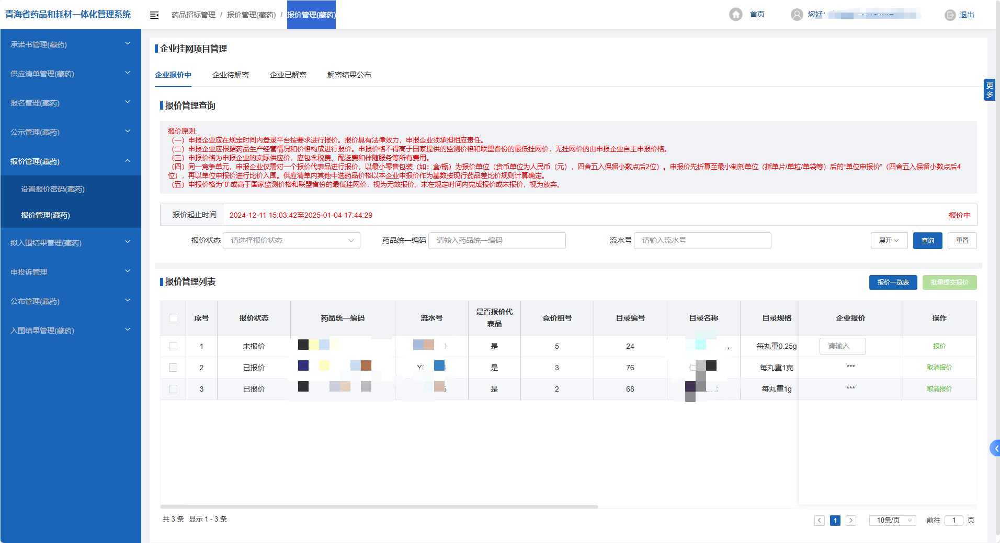 青海省药品和耗材一体化管理系统
药品招标管理 / 报价管理(藏药) / 报价管理(藏药)
首页
您好:
退出
承诺书管理(藏药)
供应清单管理(藏药)
报名管理(藏药)
公示管理(藏药)
报价管理(藏药)
设置报价密码(藏药)
报价管理(藏药)
拟入围结果管理(藏药)
申投诉管理
公布管理(藏药)
入围结果管理(藏药)
企业挂网项目管理
企业报价中 企业待解密 企业已解密 解密结果公布
更多
报价管理查询
报价原则:
（一）申报企业应在规定时间内登录平台按要求进行报价。报价具有法律效力，申报企业须承担相应责任。
（二）申报企业应根据药品生产经营情况和价格构成进行报价。申报价格不得高于国家提供的监测价格和联盟省份的最低挂网价，无挂网价的由申报企业自主申报价格。
（三）申报价格为申报企业的实际供应价，应包含税费、配送费和伴随服务等所有费用。
（四）同一竞争单元，申报企业仅需对一个报价代表品进行报价，以最小零售包装（如：盒/瓶）为报价单位（货币单位为人民币（元），四舍五入保留小数点后2位）。申报价先折算至最小制剂单位（指单片/单粒/单袋等）后的“单位申报价”（四舍五入保留小数点后4
位），再以单位申报价进行比价入围。供应清单内其他中选药品价格以本企业申报价作为基数按现行药品差比价规则计算确定。
（五）申报价格为“0”或高于国家监测价格和联盟省份的最低挂网价，视为无效报价。未在规定时间内完成报价或未报价，视为放弃。
报价起止时间 2024-12-11 15:03:42至2025-01-04 17:44:29 报价中
报价状态 请选择报价状态 药品统一编码 请输入药品统一编码 流水号 请输入流水号 展开 查询 重置
报价管理列表 报价一览表 批量提交报价
序号 报价状态 药品统一编码 流水号 是否报价代表品 竞价组号 目录编号 目录名称 目录规格 企业报价 操作
1 未报价 是 5 24 每丸重0.25g 请输入 报价
2 已报价 是 3 76 每丸重1克 *** 取消报价
3 已报价 是 2 68 每丸重1g *** 取消报价
共 3 条 显示 1 - 3 条
1 10条/页 前往 1 页